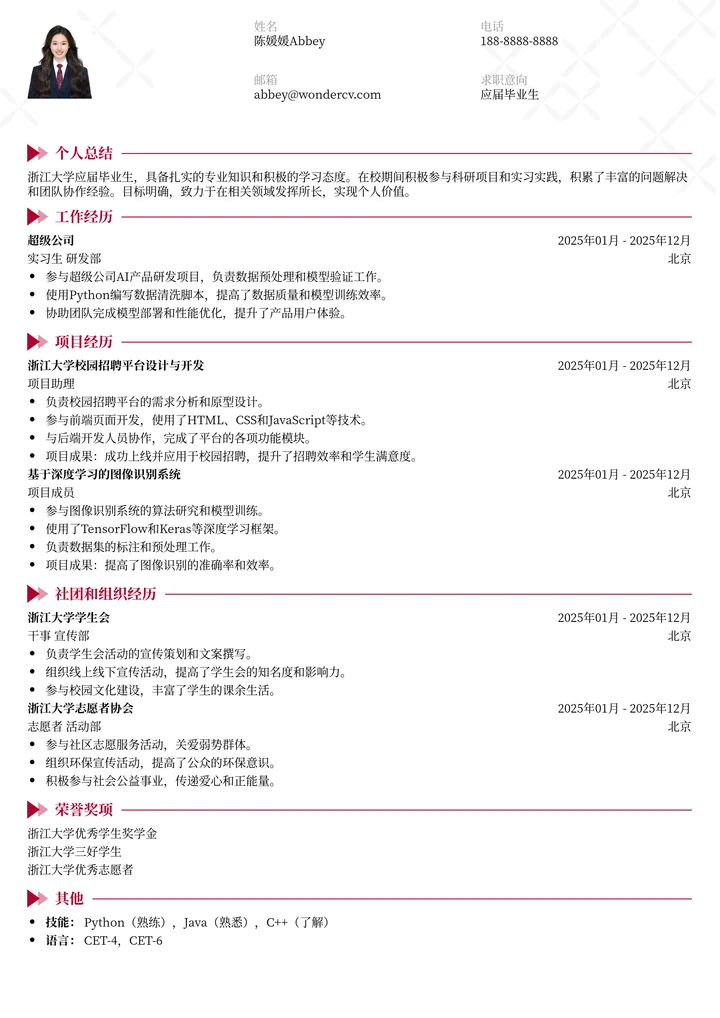 姓名
陈媛媛Abbey
电话
188-8888-8888
邮箱
abbey@wondercv.com
求职意向
应届毕业生
个人总结
浙江大学应届毕业生，具备扎实的专业知识和积极的学习态度。在校期间积极参与科研项目和实习实践，积累了丰富的问题解决
和团队协作经验。目标明确，致力于在相关领域发挥所长，实现个人价值。
工作经历
超级公司 2025年01月 - 2025年12月
实习生 研发部 北京
• 参与超级公司AI产品研发项目，负责数据预处理和模型验证工作。
• 使用Python编写数据清洗脚本，提高了数据质量和模型训练效率。
• 协助团队完成模型部署和性能优化，提升了产品用户体验。
项目经历
浙江大学校园招聘平台设计与开发 2025年01月 - 2025年12月
项目助理 北京
• 负责校园招聘平台的需求分析和原型设计。
• 参与前端页面开发，使用了HTML、CSS和JavaScript等技术。
• 与后端开发人员协作，完成了平台的各项功能模块。
• 项目成果：成功上线并应用于校园招聘，提升了招聘效率和学生满意度。
基于深度学习的图像识别系统 2025年01月 - 2025年12月
项目成员 北京
• 参与图像识别系统的算法研究和模型训练。
• 使用了TensorFlow和Keras等深度学习框架。
• 负责数据集的标注和预处理工作。
• 项目成果：提高了图像识别的准确率和效率。
社团和组织经历
浙江大学学生会 2025年01月 - 2025年12月
干事 宣传部 北京
• 负责学生会活动的宣传策划和文案撰写。
• 组织线上线下宣传活动，提高了学生会的知名度和影响力。
• 参与校园文化建设，丰富了学生的课余生活。
浙江大学志愿者协会 2025年01月 - 2025年12月
志愿者 活动部 北京
• 参与社区志愿服务活动，关爱弱势群体。
• 组织环保宣传活动，提高了公众的环保意识。
• 积极参与社会公益事业，传递爱心和正能量。
荣誉奖项
浙江大学优秀学生奖学金
浙江大学三好学生
浙江大学优秀志愿者
其他
• 技能： Python（熟练）, Java（熟悉）, C++（了解）
• 语言： CET-4，CET-6